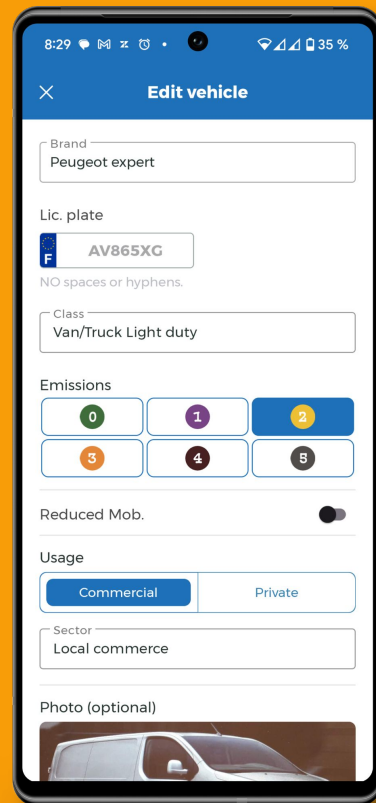 8:29 35 %
Edit vehicle
Brand
Peugeot expert
Lic. plate
F AV865XG
NO spaces or hyphens.
Class
Van/Truck Light duty
Emissions
0 1 2
3 4 5
Reduced Mob.
Usage
Commercial Private
Sector
Local commerce
Photo (optional)